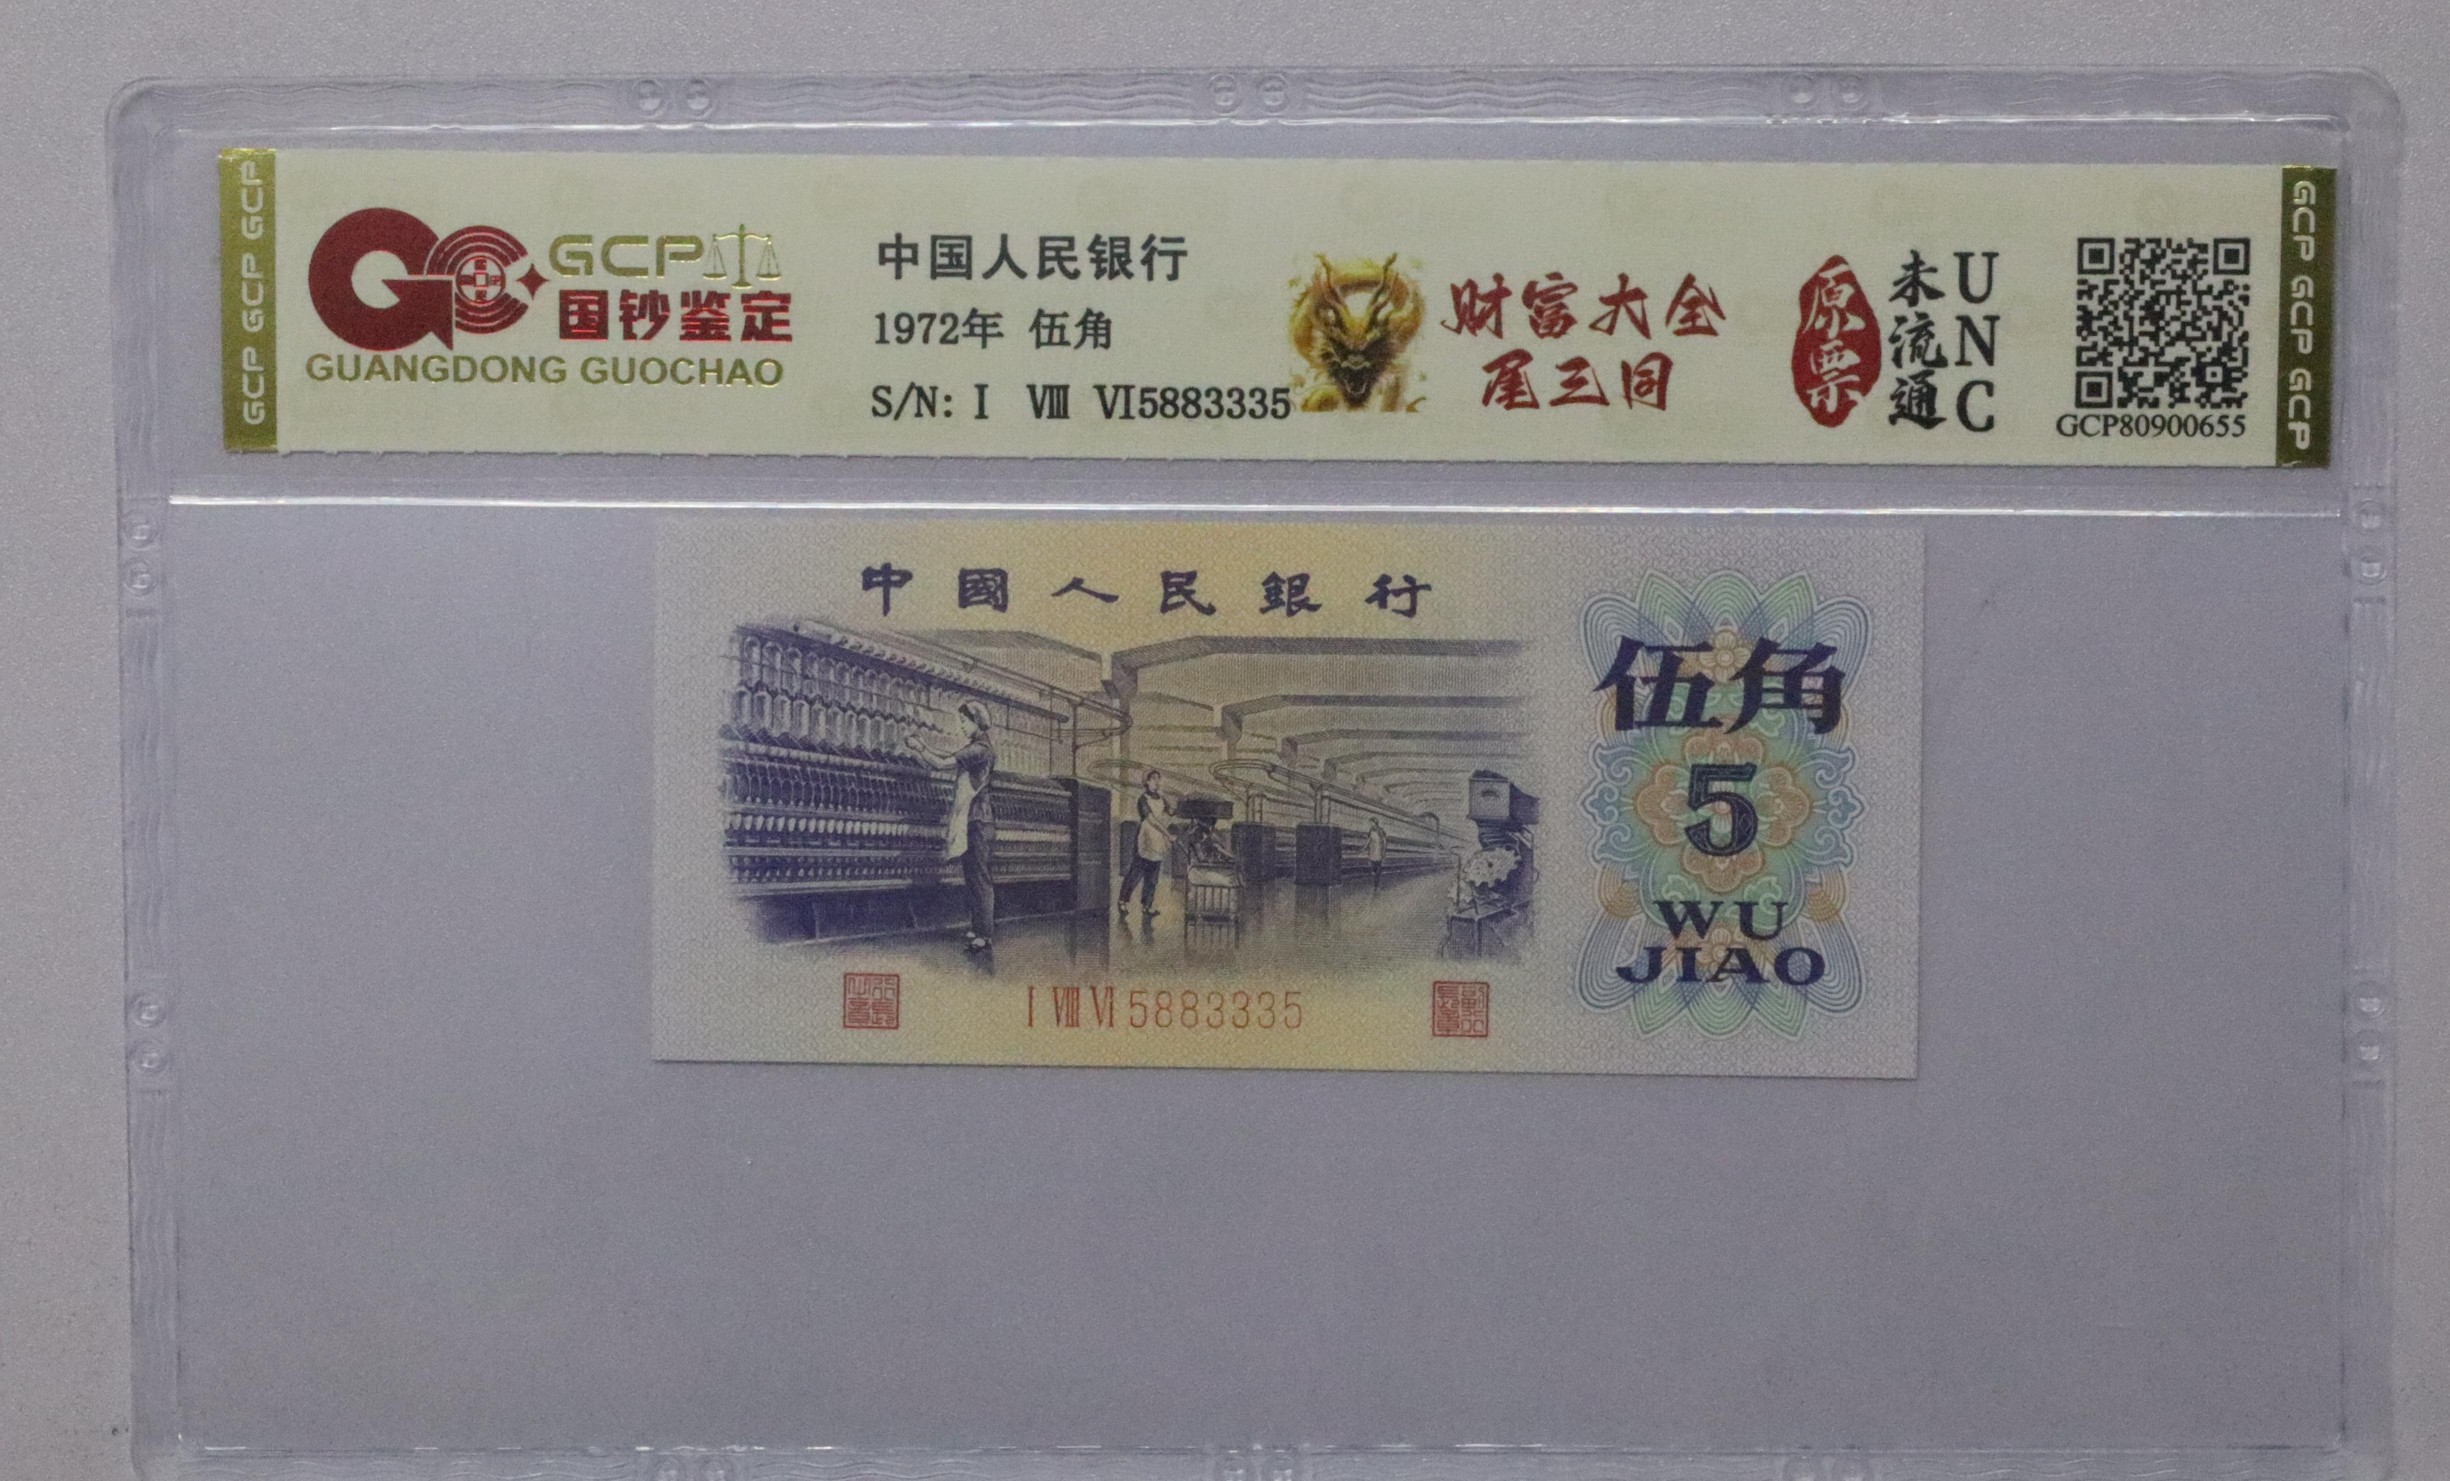 GCP GCP GCP
GCP
国钞鉴定
GUANGDONG GUOCHAO
中国人民银行
1972年 伍角
S/N: I VIII VI5883335
财富大全
尾三同
原票
未流通
UNC
GCP80900655
GCP GCP GCP
中國人民銀行
伍角
5
WU
JIAO
I VIII VI 5883335